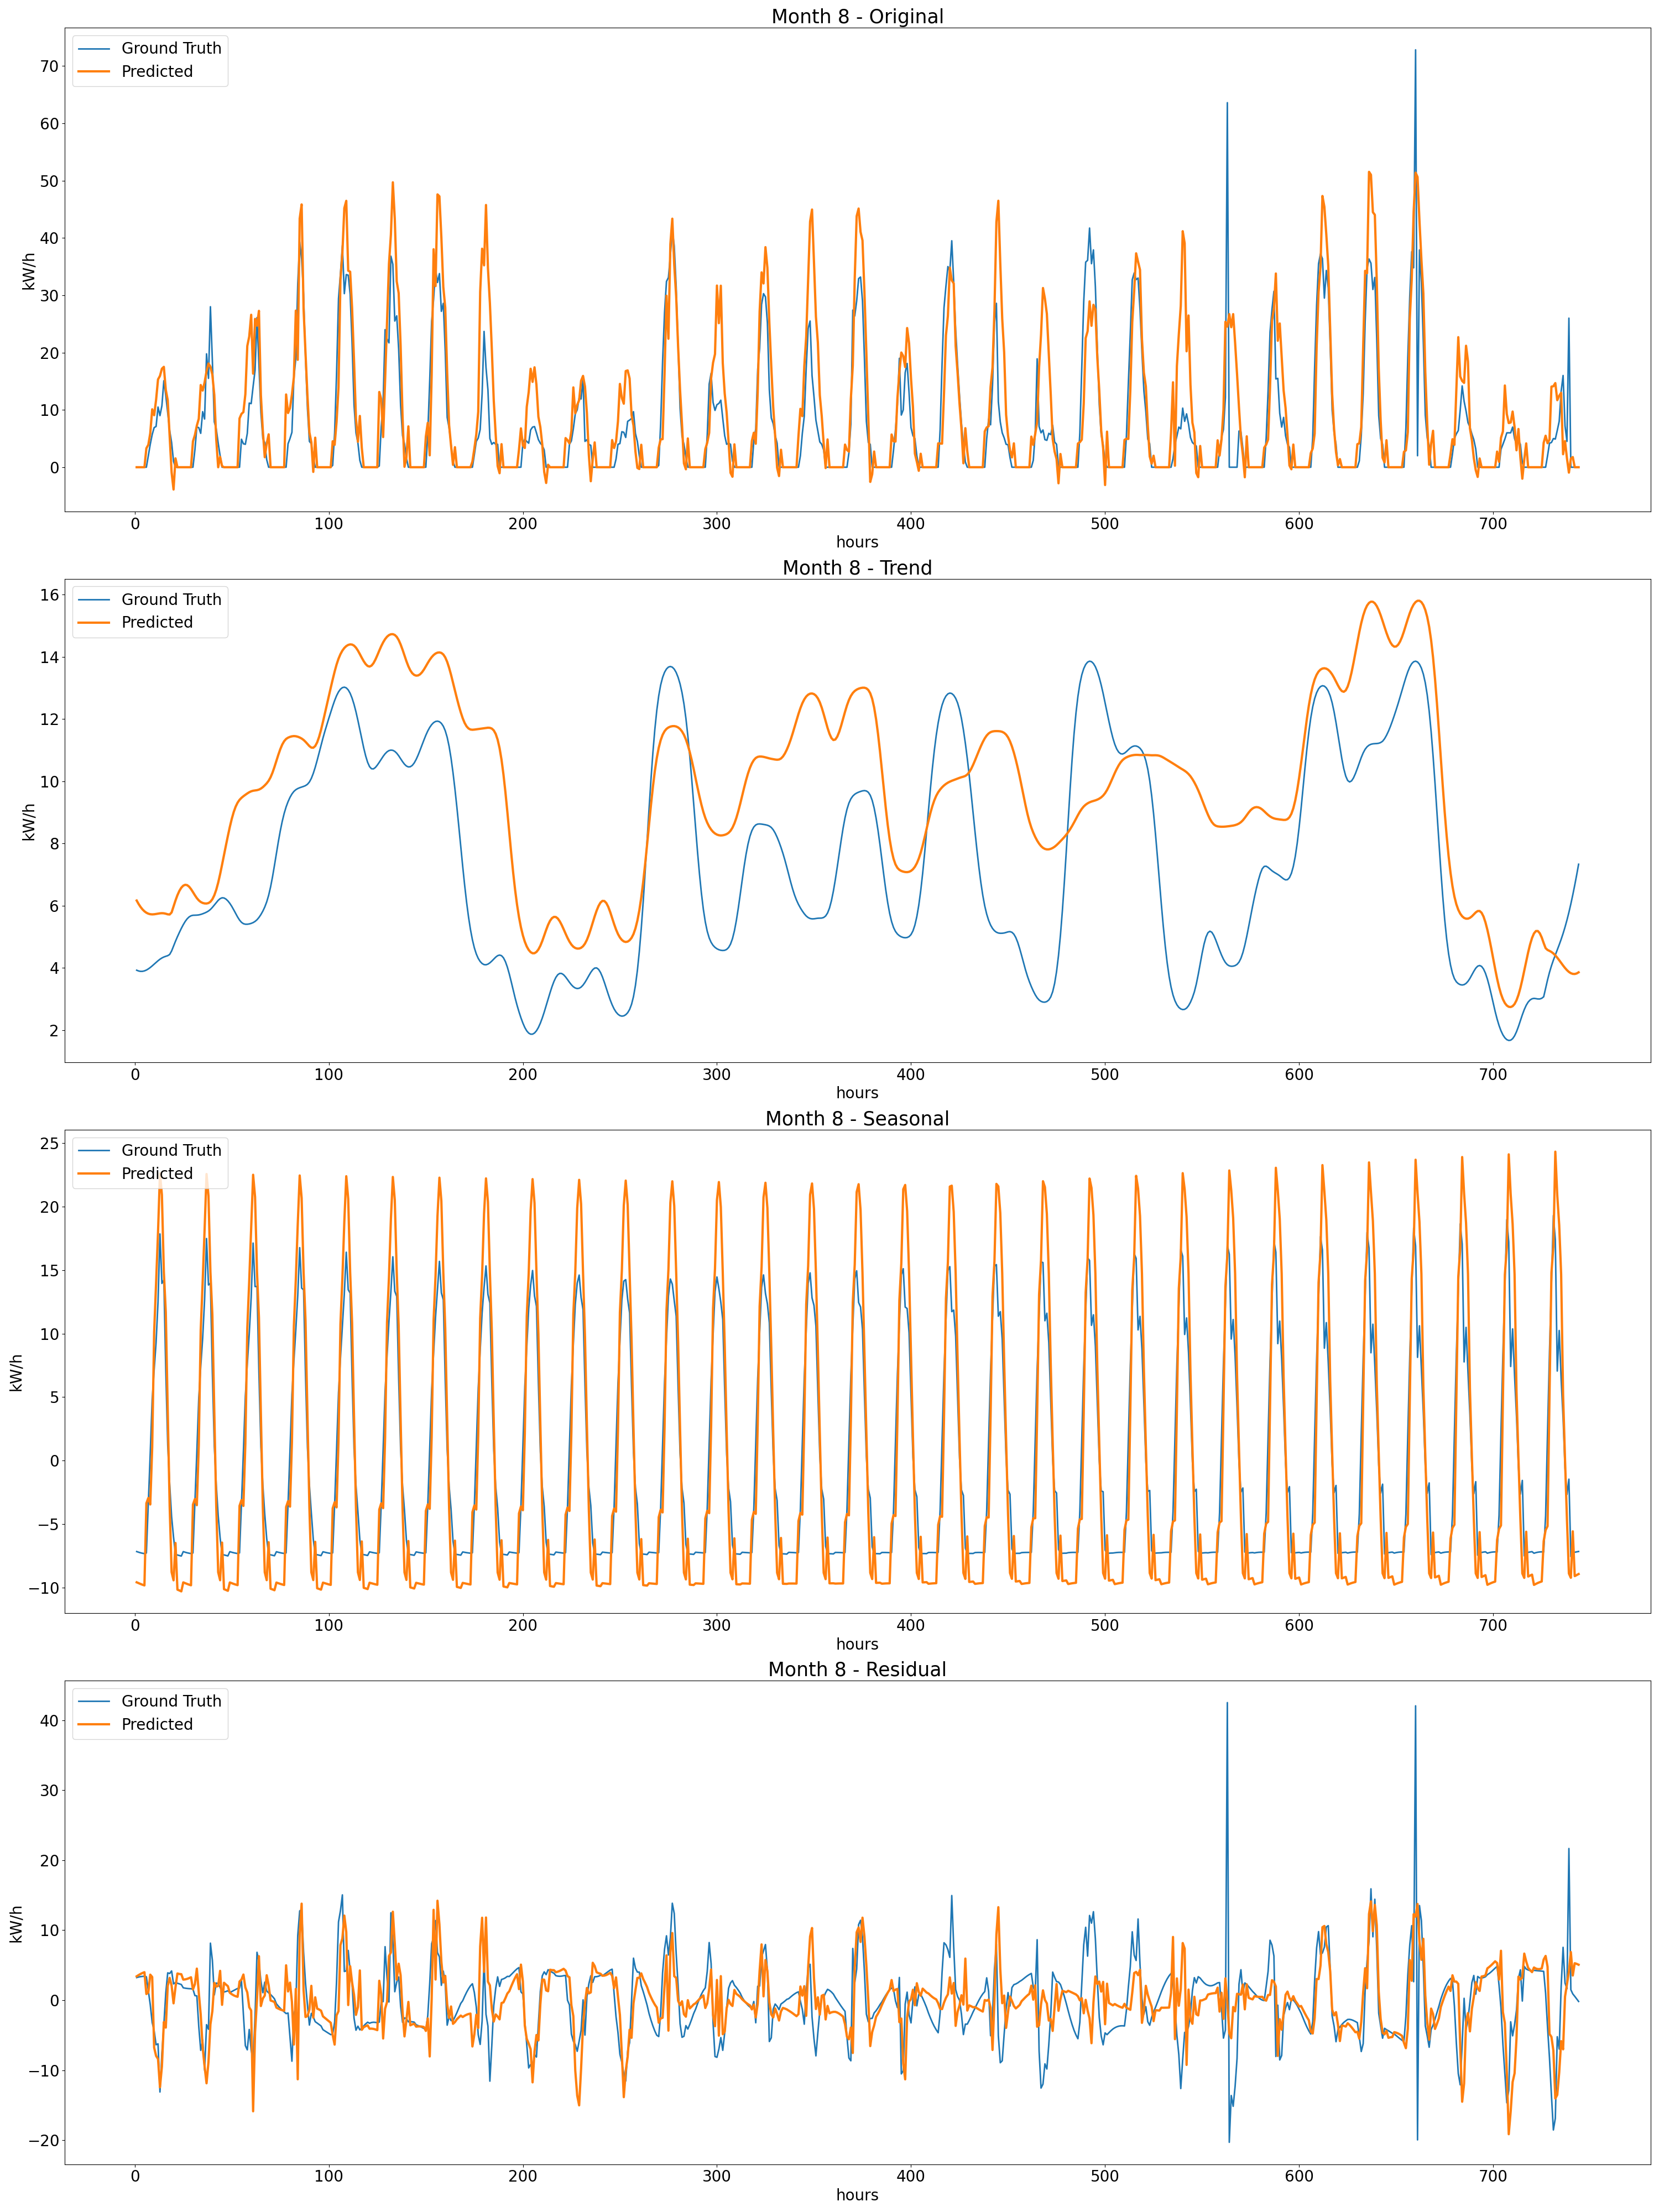 Month 8 - Original
Ground Truth
Predicted
70
60
50
40
30
20
10
0
kW/h
0 100 200 300 400 500 600 700
hours
Month 8 - Trend
Ground Truth
Predicted
16
14
12
10
8
6
4
2
kW/h
0 100 200 300 400 500 600 700
hours
Month 8 - Seasonal
Ground Truth
Predicted
25
20
15
10
5
0
−5
−10
kW/h
0 100 200 300 400 500 600 700
hours
Month 8 - Residual
Ground Truth
Predicted
40
30
20
10
0
−10
−20
kW/h
0 100 200 300 400 500 600 700
hours